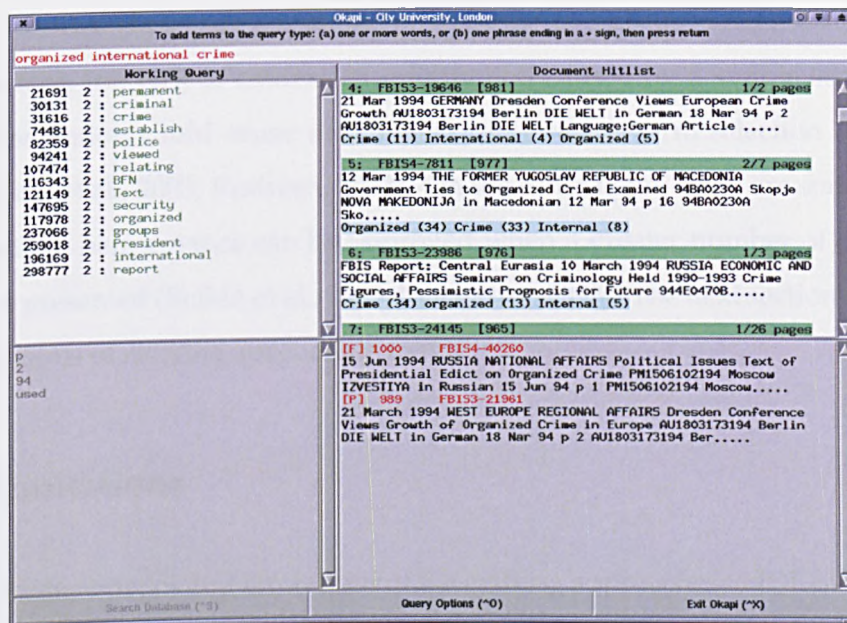 Okapi - City University, London
To add terms to the query type: (a) one or more words, or (b) one phrase ending in a + sign, then press return
organized international crime
Working Query
21691 2 : permanent
30131 2 : criminal
31616 2 : crime
74481 2 : establish
82359 2 : police
94241 2 : viewed
107474 2 : relating
116343 2 : BFN
121149 2 : Text
147695 2 : security
117978 2 : organized
237066 2 : groups
259018 2 : President
196169 2 : international
298777 2 : report
p
2
94
used
Document Hitlist
4: FBIS3-19646 [981] 1/2 pages
21 Mar 1994 GERMANY Dresden Conference Views European Crime
Growth AU1803173194 Berlin DIE WELT in German 18 Mar 94 p 2
AU1803173194 Berlin DIE WELT Language;German Article .....
Crime (11) International (4) Organized (5)
5: FBIS4-7811 [977] 2/7 pages
12 Mar 1994 THE FORMER YUGOSLAV REPUBLIC OF MACEDONIA
Government Ties to Organized Crime Examined 94BA0230A Skopje
NOVA MAKEDONIJA in Macedonian 12 Mar 94 p 16 94BA0230A
Sko.....
Organized (34) Crime (33) Internal (8)
6: FBIS3-23986 [976] 1/3 pages
FBIS Report: Central Eurasia 10 March 1994 RUSSIA ECONOMIC AND
SOCIAL AFFAIRS Seminar on Criminology Held 1990-1993 Crime
Figures, Pessimistic Prognosis for Future 944E0470B.....
Crime (34) organized (13) Internal (5)
7: FBIS3-24145 [965] 1/26 pages
[F] 1000 FBIS4-40260
15 Jun 1994 RUSSIA NATIONAL AFFAIRS Political Issues Text of
Presidential Edict on Organized Crime PM1506102194 Moscow
IZVESTIYA in Russian 15 Jun 94 p 1 PM1506102194 Moscow.....
[P] 989 FBIS3-21961
21 March 1994 WEST EUROPE REGIONAL AFFAIRS Dresden Conference
Views Growth of Organized Crime in Europe AU1803173194 Berlin
DIE WELT in German 18 Mar 94 p 2 AU1803173194 Ber.....
Search Database (^S)
Query Options (^O)
Exit Okapi (^X)